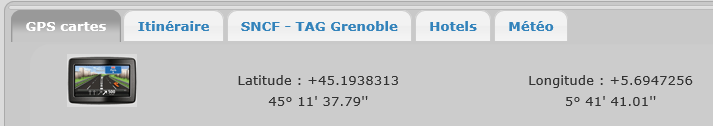 GPS cartes Itinéraire SNCF - TAG Grenoble Hotels Météo
Latitude : +45.1938313 Longitude : +5.6947256
45° 11' 37.79" 5° 41' 41.01"